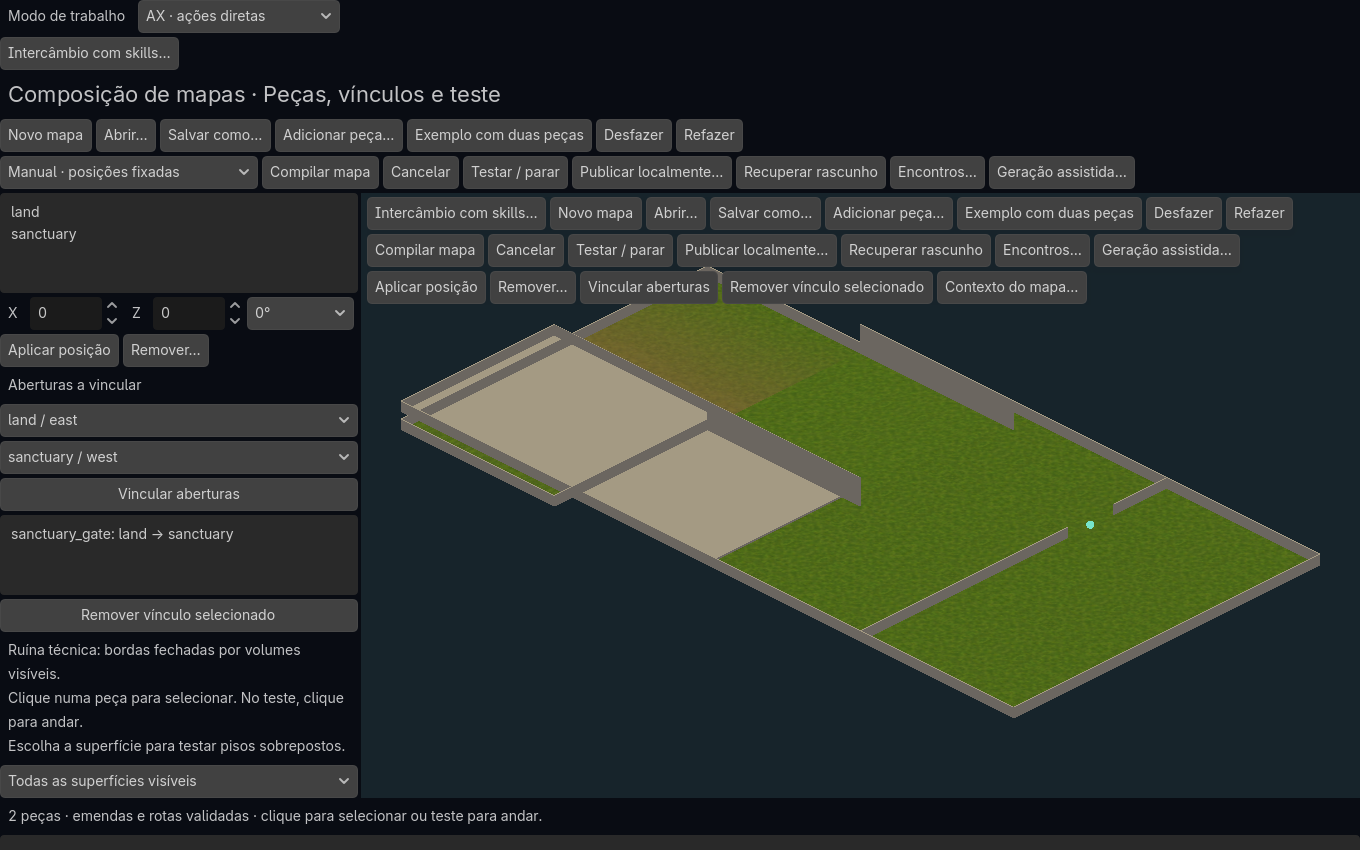 Modo de trabalho AX · ações diretas
Intercâmbio com skills...
Composição de mapas · Peças, vínculos e teste
Novo mapa Abrir... Salvar como... Adicionar peça... Exemplo com duas peças Desfazer Refazer
Manual · posições fixadas Compilar mapa Cancelar Testar / parar Publicar localmente... Recuperar rascunho Encontros... Geração assistida...
land
sanctuary
X 0 Z 0 0°
Aplicar posição Remover...
Aberturas a vincular
land / east
sanctuary / west
Vincular aberturas
sanctuary_gate: land → sanctuary
Remover vínculo selecionado
Ruína técnica: bordas fechadas por volumes
visíveis.
Clique numa peça para selecionar. No teste, clique
para andar.
Escolha a superfície para testar pisos sobrepostos.
Todas as superfícies visíveis
Intercâmbio com skills... Novo mapa Abrir... Salvar como... Adicionar peça... Exemplo com duas peças Desfazer Refazer
Compilar mapa Cancelar Testar / parar Publicar localmente... Recuperar rascunho Encontros... Geração assistida...
Aplicar posição Remover... Vincular aberturas Remover vínculo selecionado Contexto do mapa...
2 peças · emendas e rotas validadas · clique para selecionar ou teste para andar.